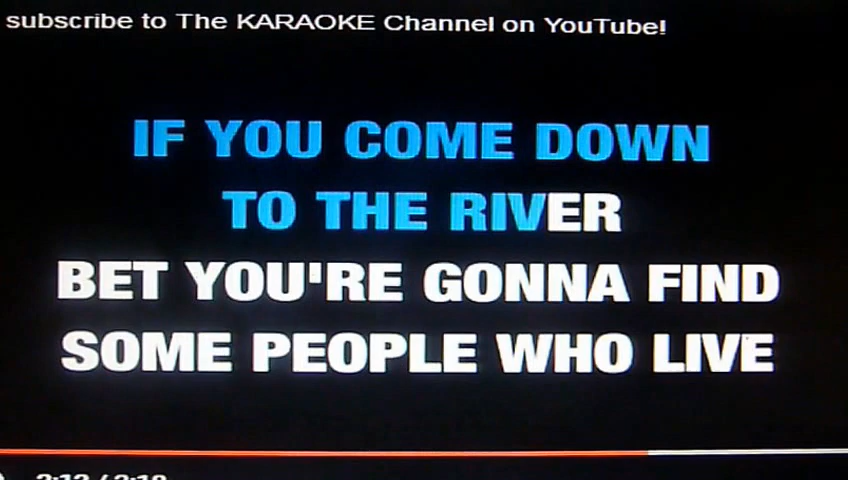 subscribe to The KARAOKE Channel on YouTube!
IF YOU COME DOWN
TO THE RIVER
BET YOU'RE GONNA FIND
SOME PEOPLE WHO LIVE